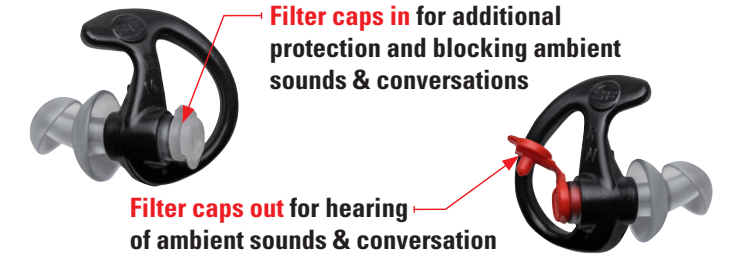 Filter caps in for additional
protection and blocking ambient
sounds & conversations
Filter caps out for hearing
of ambient sounds & conversation
SF
R
M